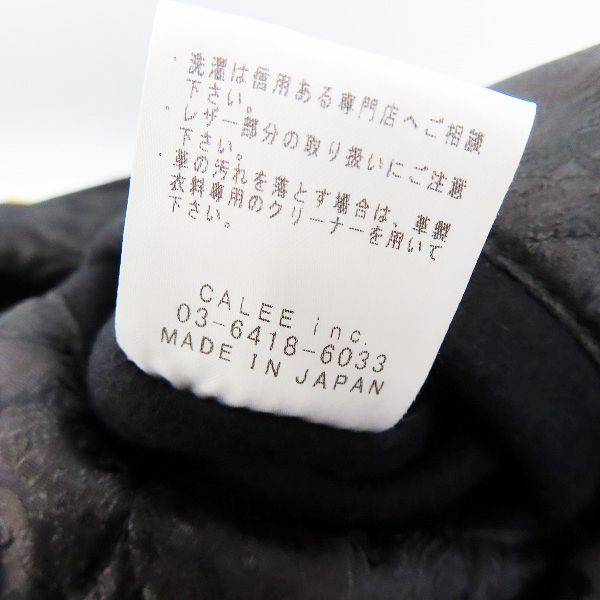 ・洗濯は信用ある専門店へご相談
下さい。
・レザー部分の取り扱いにご注意
下さい。
・革の汚れを落とす場合は、革製
衣料専用のクリーナーを用いて
下さい。
CALEE inc.
03-6418-6033
MADE IN JAPAN